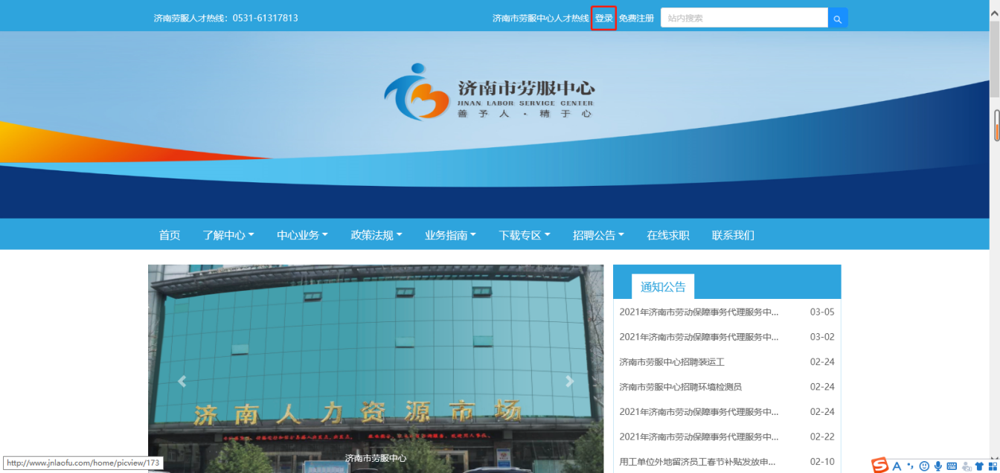 济南劳服人才热线：0531-61317813
济南市劳服中心人才热线 登录 免费注册 站内搜索
济南市劳服中心
JINAN LABOR SERVICE CENTER
善予人·精于心
首页 了解中心 中心业务 政策法规 业务指南 下载专区 招聘公告 在线求职 联系我们
济南人力资源市场
济南市劳服中心
通知公告
2021年济南市劳动保障事务代理服务中... 03-05
2021年济南市劳动保障事务代理服务中... 03-02
济南市劳服中心招聘装运工 02-24
济南市劳服中心招聘环境检测员 02-24
2021年济南市劳动保障事务代理服务中... 02-24
2021年济南市劳动保障事务代理服务中... 02-22
用工单位外地留济员工春节补贴发放申... 02-10
http://www.jnlaofu.com/home/picview/173